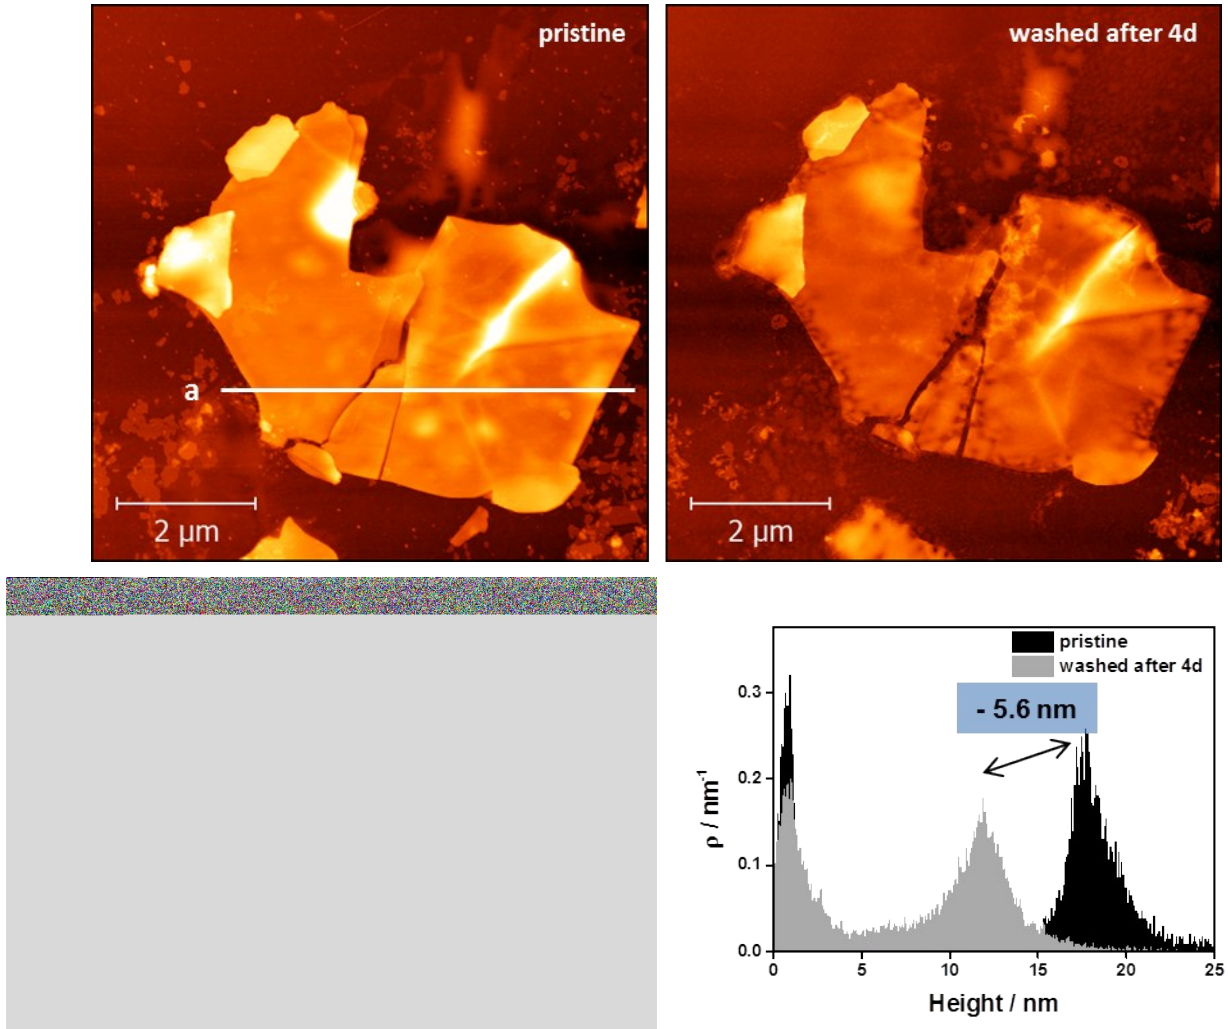 pristine
washed after 4d
a
2 µm
2 µm
pristine
washed after 4d
- 5.6 nm
0.3
0.2
0.1
0.0
ρ / nm⁻¹
0 5 10 15 20 25
Height / nm